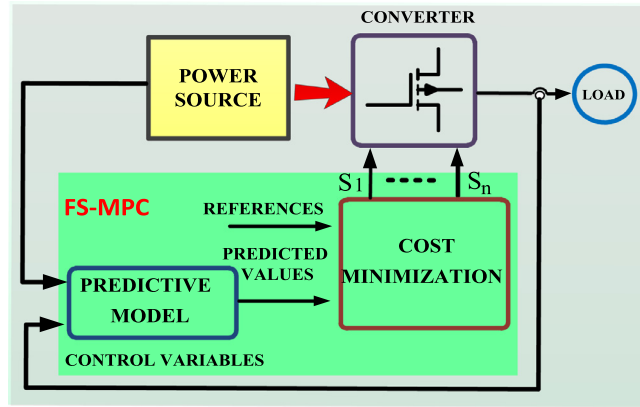 CONVERTER
POWER
SOURCE
LOAD
S1
Sn
FS-MPC
REFERENCES
PREDICTED
VALUES
COST
MINIMIZATION
PREDICTIVE
MODEL
CONTROL VARIABLES